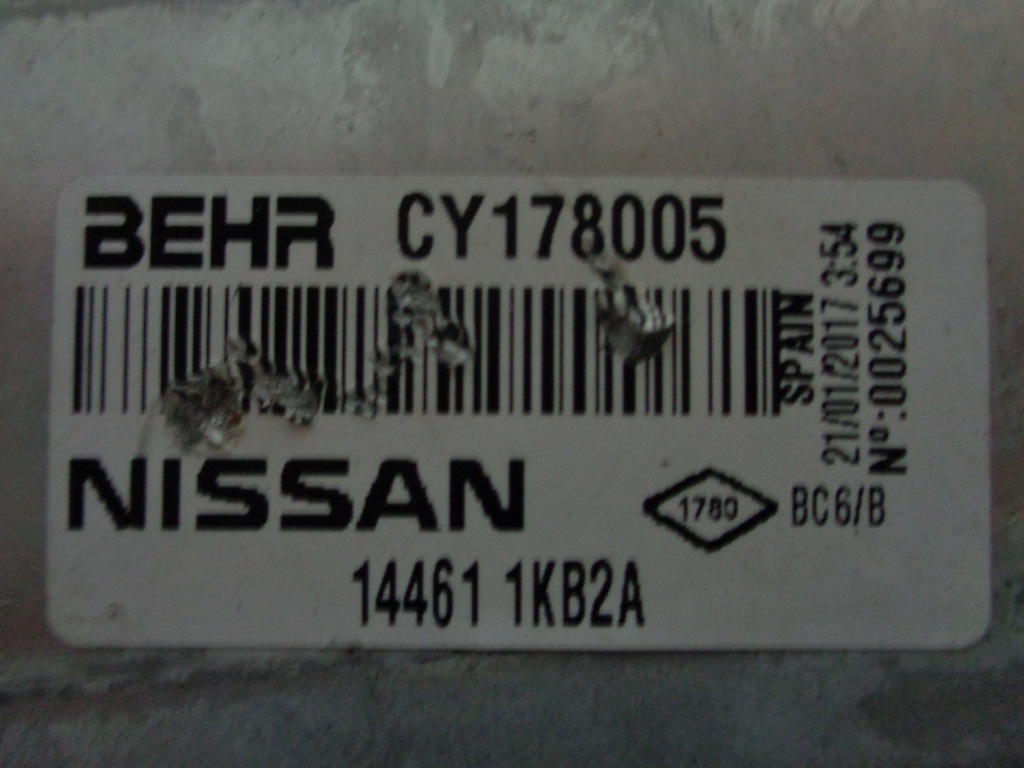 BEHR CY178005
SPAIN
21/01/2017 3:54
Nº:00025699
NISSAN
1780 BC6/B
14461 1KB2A